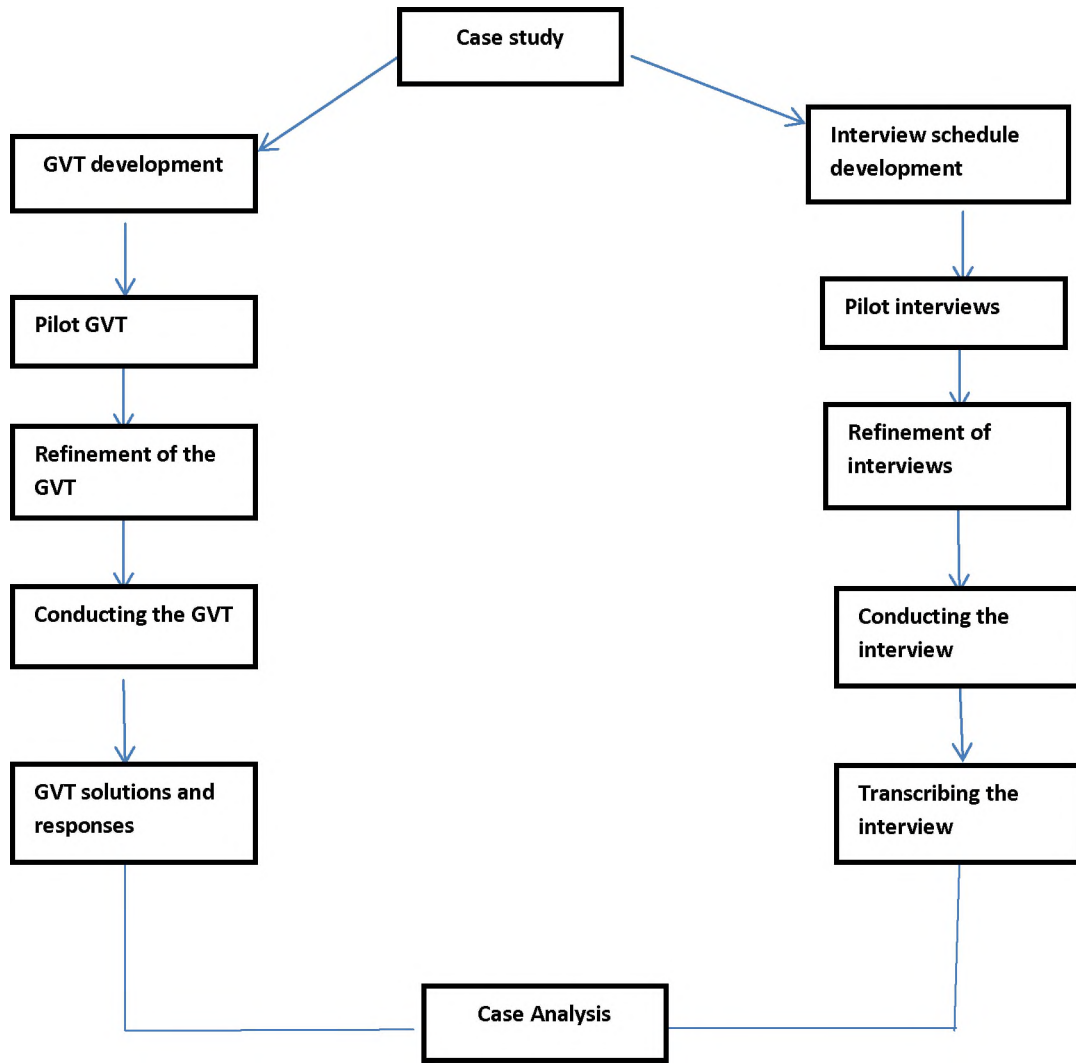 Case study
GVT development
Interview schedule
development
Pilot GVT
Pilot interviews
Refinement of the
GVT
Refinement of
interviews
Conducting the GVT
Conducting the
interview
GVT solutions and
responses
Transcribing the
interview
Case Analysis